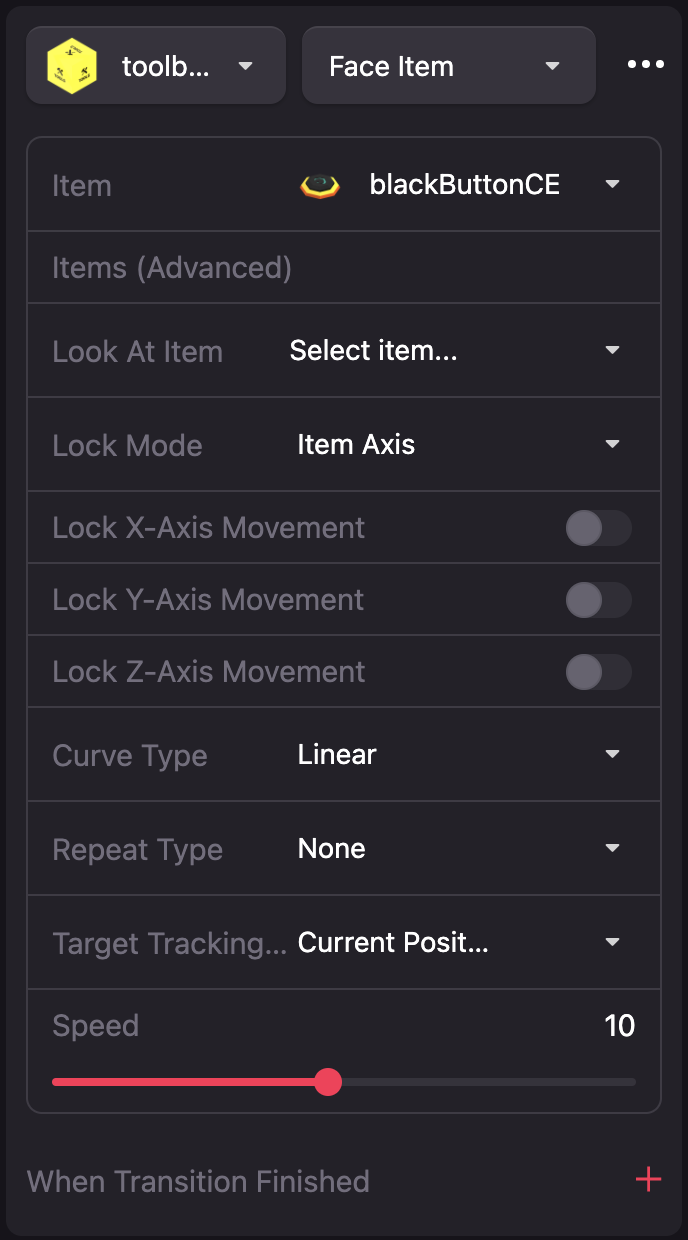 toolb...
Face Item
Item
blackButtonCE
Items (Advanced)
Look At Item
Select item...
Lock Mode
Item Axis
Lock X-Axis Movement
Lock Y-Axis Movement
Lock Z-Axis Movement
Curve Type
Linear
Repeat Type
None
Target Tracking...
Current Posit...
Speed
10
When Transition Finished